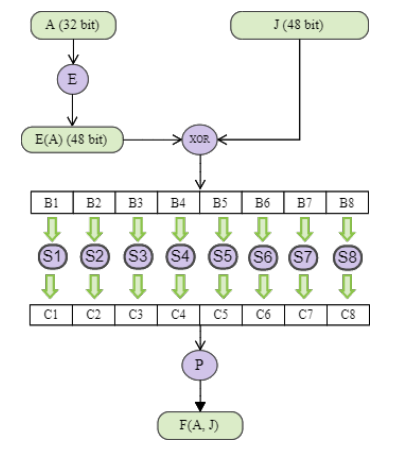 A (32 bit)
J (48 bit)
E
E(A) (48 bit)
XOR
B1 B2 B3 B4 B5 B6 B7 B8
S1 S2 S3 S4 S5 S6 S7 S8
C1 C2 C3 C4 C5 C6 C7 C8
P
F(A, J)